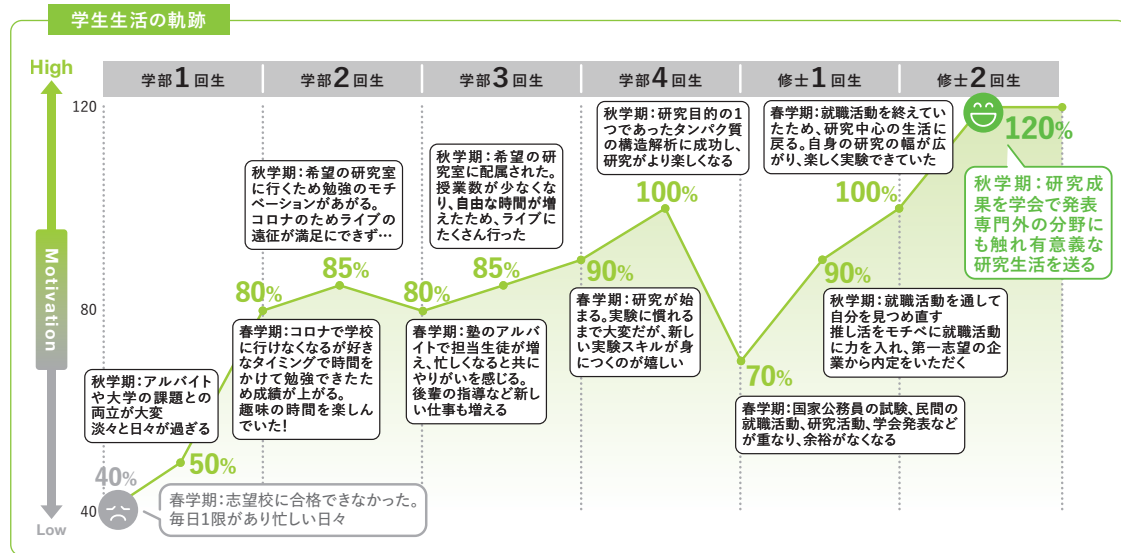 学生生活の軌跡
High
120
80
40
Low
Motivation
学部1回生
学部2回生
学部3回生
学部4回生
修士1回生
修士2回生
40%
春学期：志望校に合格できなかった。
毎日1限があり忙しい日々
50%
秋学期：アルバイト
や大学の課題との
両立が大変
淡々と日々が過ぎる
80%
春学期：コロナで学校
に行けなくなるが好き
なタイミングで時間を
かけて勉強できたた
め成績が上がる。
趣味の時間を楽しん
でいた！
85%
秋学期：希望の研究室
に行くため勉強のモチ
ベーションがあがる。
コロナのためライブの
遠征が満足にできず…
80%
春学期：塾のアルバ
イトで担当生徒が増
え、忙しくなると共に
やりがいを感じる。
後輩の指導など新し
い仕事も増える
85%
秋学期：希望の研
究室に配属された。
授業数が少なくな
り、自由な時間が増
えたため、ライブに
たくさん行った
90%
春学期：研究が始
まる。実験に慣れる
まで大変だが、新し
い実験スキルが身
につくのが嬉しい
100%
秋学期：研究目的の1
つであったタンパク質
の構造解析に成功し、
研究がより楽しくなる
70%
春学期：国家公務員の試験、民間の
就職活動、研究活動、学会発表など
が重なり、余裕がなくなる
90%
秋学期：就職活動を通して
自分を見つめ直す
推し活をモチベに就職活動
に力を入れ、第一志望の企
業から内定をいただく
100%
春学期：就職活動を終えてい
たため、研究中心の生活に
戻る。自身の研究の幅が広
がり、楽しく実験できていた
120%
秋学期：研究成
果を学会で発表
専門外の分野に
も触れ有意義な
研究生活を送る